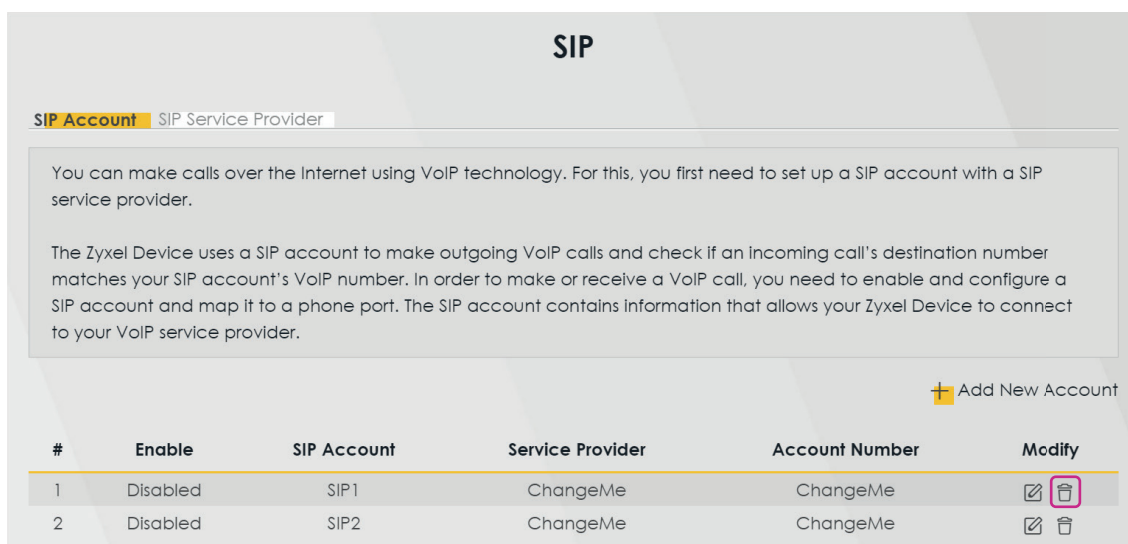 SIP
SIP Account SIP Service Provider
You can make calls over the Internet using VoIP technology. For this, you first need to set up a SIP account with a SIP
service provider.
The Zyxel Device uses a SIP account to make outgoing VoIP calls and check if an incoming call's destination number
matches your SIP account's VoIP number. In order to make or receive a VoIP call, you need to enable and configure a
SIP account and map it to a phone port. The SIP account contains information that allows your Zyxel Device to connect
to your VoIP service provider.
+ Add New Account
# Enable SIP Account Service Provider Account Number Modify
1 Disabled SIP1 ChangeMe ChangeMe
2 Disabled SIP2 ChangeMe ChangeMe